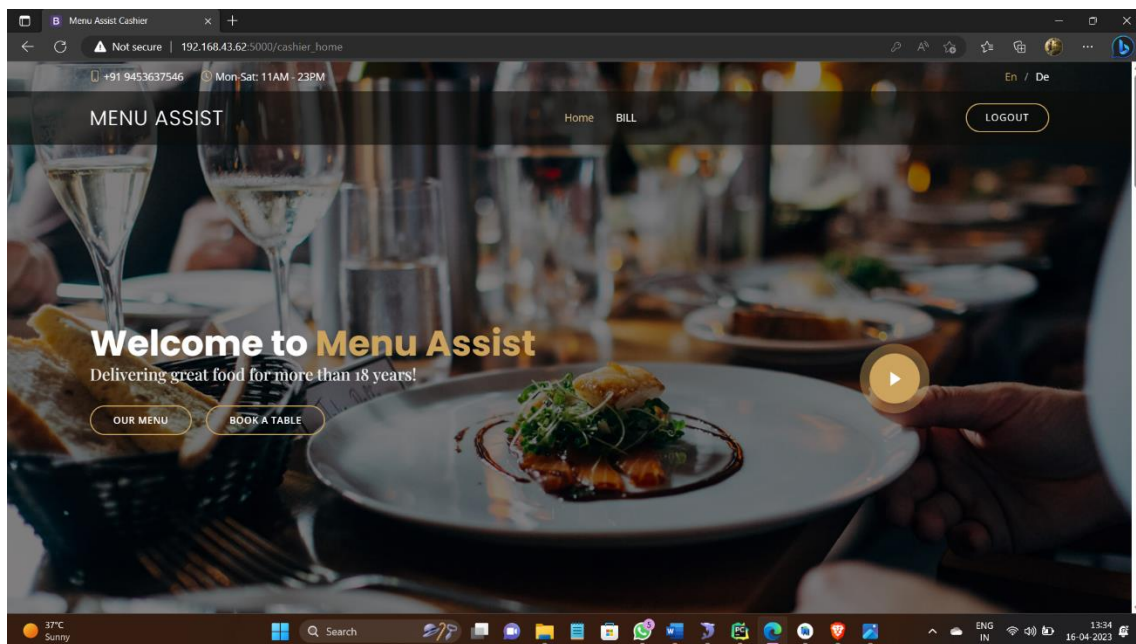 Menu Assist Cashier
Not secure | 192.168.43.62:5000/cashier_home
+91 9453637546 Mon-Sat: 11AM - 23PM En / De
MENU ASSIST Home BILL LOGOUT
Welcome to Menu Assist
Delivering great food for more than 18 years!
OUR MENU BOOK A TABLE
37°C
Sunny
Search
5
ENG
IN
13:34
16-04-2023